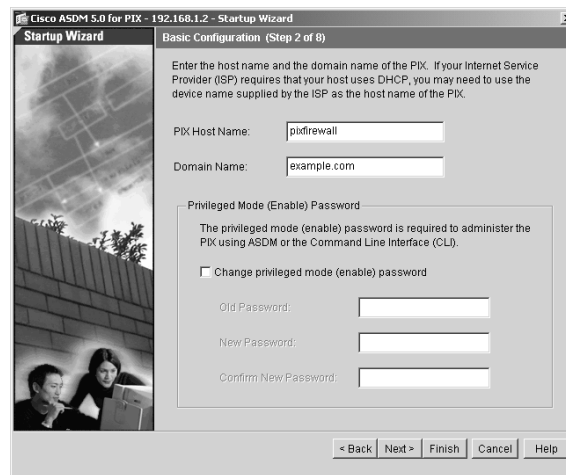 Cisco ASDM 5.0 for PIX - 192.168.1.2 - Startup Wizard
Startup Wizard
Basic Configuration (Step 2 of 8)
Enter the host name and the domain name of the PIX. If your Internet Service
Provider (ISP) requires that your host uses DHCP, you may need to use the
device name supplied by the ISP as the host name of the PIX.
PIX Host Name: pixfirewall
Domain Name: example.com
Privileged Mode (Enable) Password
The privileged mode (enable) password is required to administer the
PIX using ASDM or the Command Line Interface (CLI).
Change privileged mode (enable) password
Old Password:
New Password:
Confirm New Password:
< Back Next > Finish Cancel Help